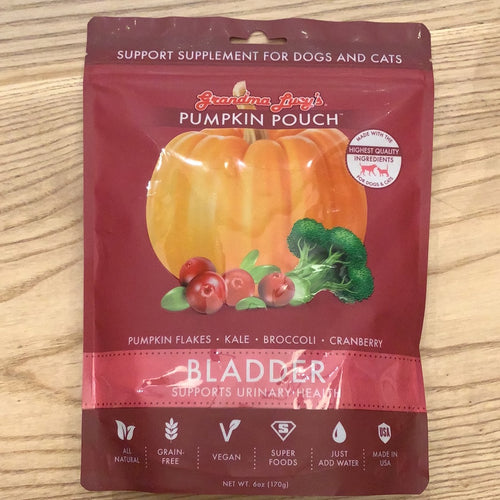 SUPPORT SUPPLEMENT FOR DOGS AND CATS
Grandma Lucy's
PUMPKIN POUCH™
MADE WITH THE
HIGHEST QUALITY
INGREDIENTS
FOR DOGS & CATS
PUMPKIN FLAKES • KALE • BROCCOLI • CRANBERRY
BLADDER
SUPPORTS URINARY HEALTH
ALL NATURAL
GRAIN-FREE
VEGAN
S
SUPER FOODS
JUST ADD WATER
USA
MADE IN USA
NET WT. 6oz (170g)